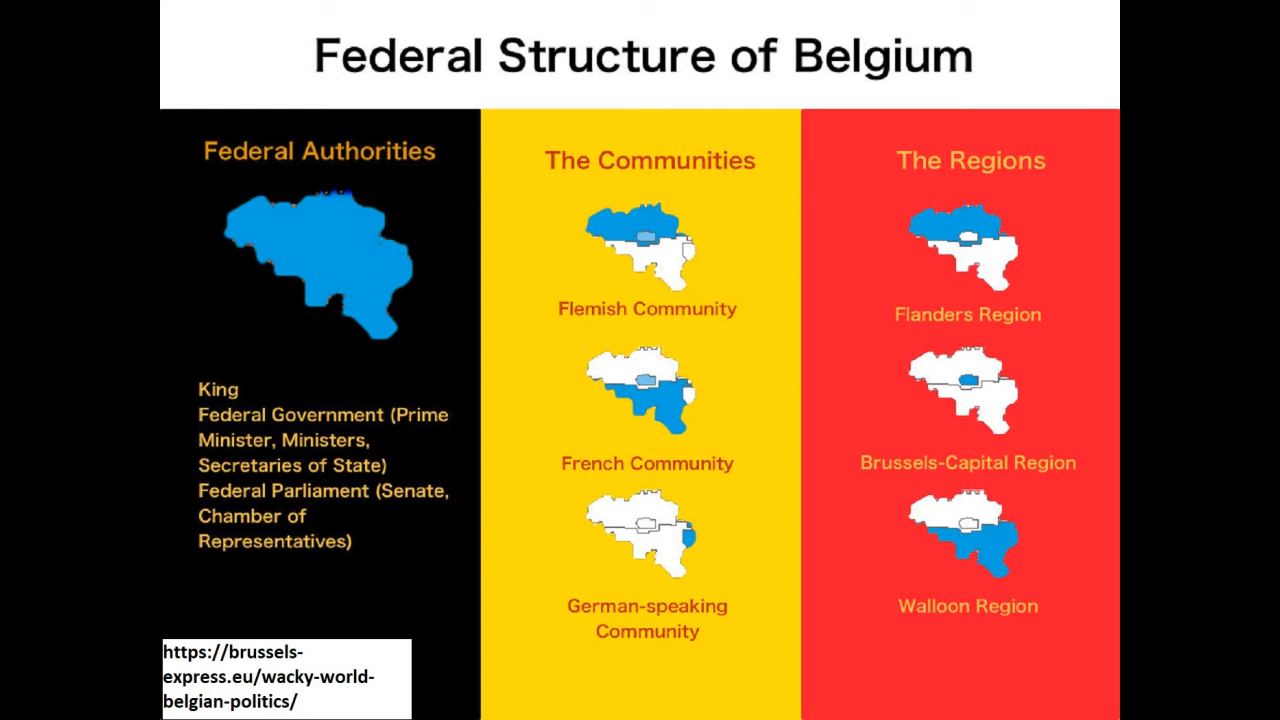 Federal Structure of Belgium
Federal Authorities
King
Federal Government (Prime
Minister, Ministers,
Secretaries of State)
Federal Parliament (Senate,
Chamber of
Representatives)
https://brussels-
express.eu/wacky-world-
belgian-politics/
The Communities
Flemish Community
French Community
German-speaking
Community
The Regions
Flanders Region
Brussels-Capital Region
Walloon Region